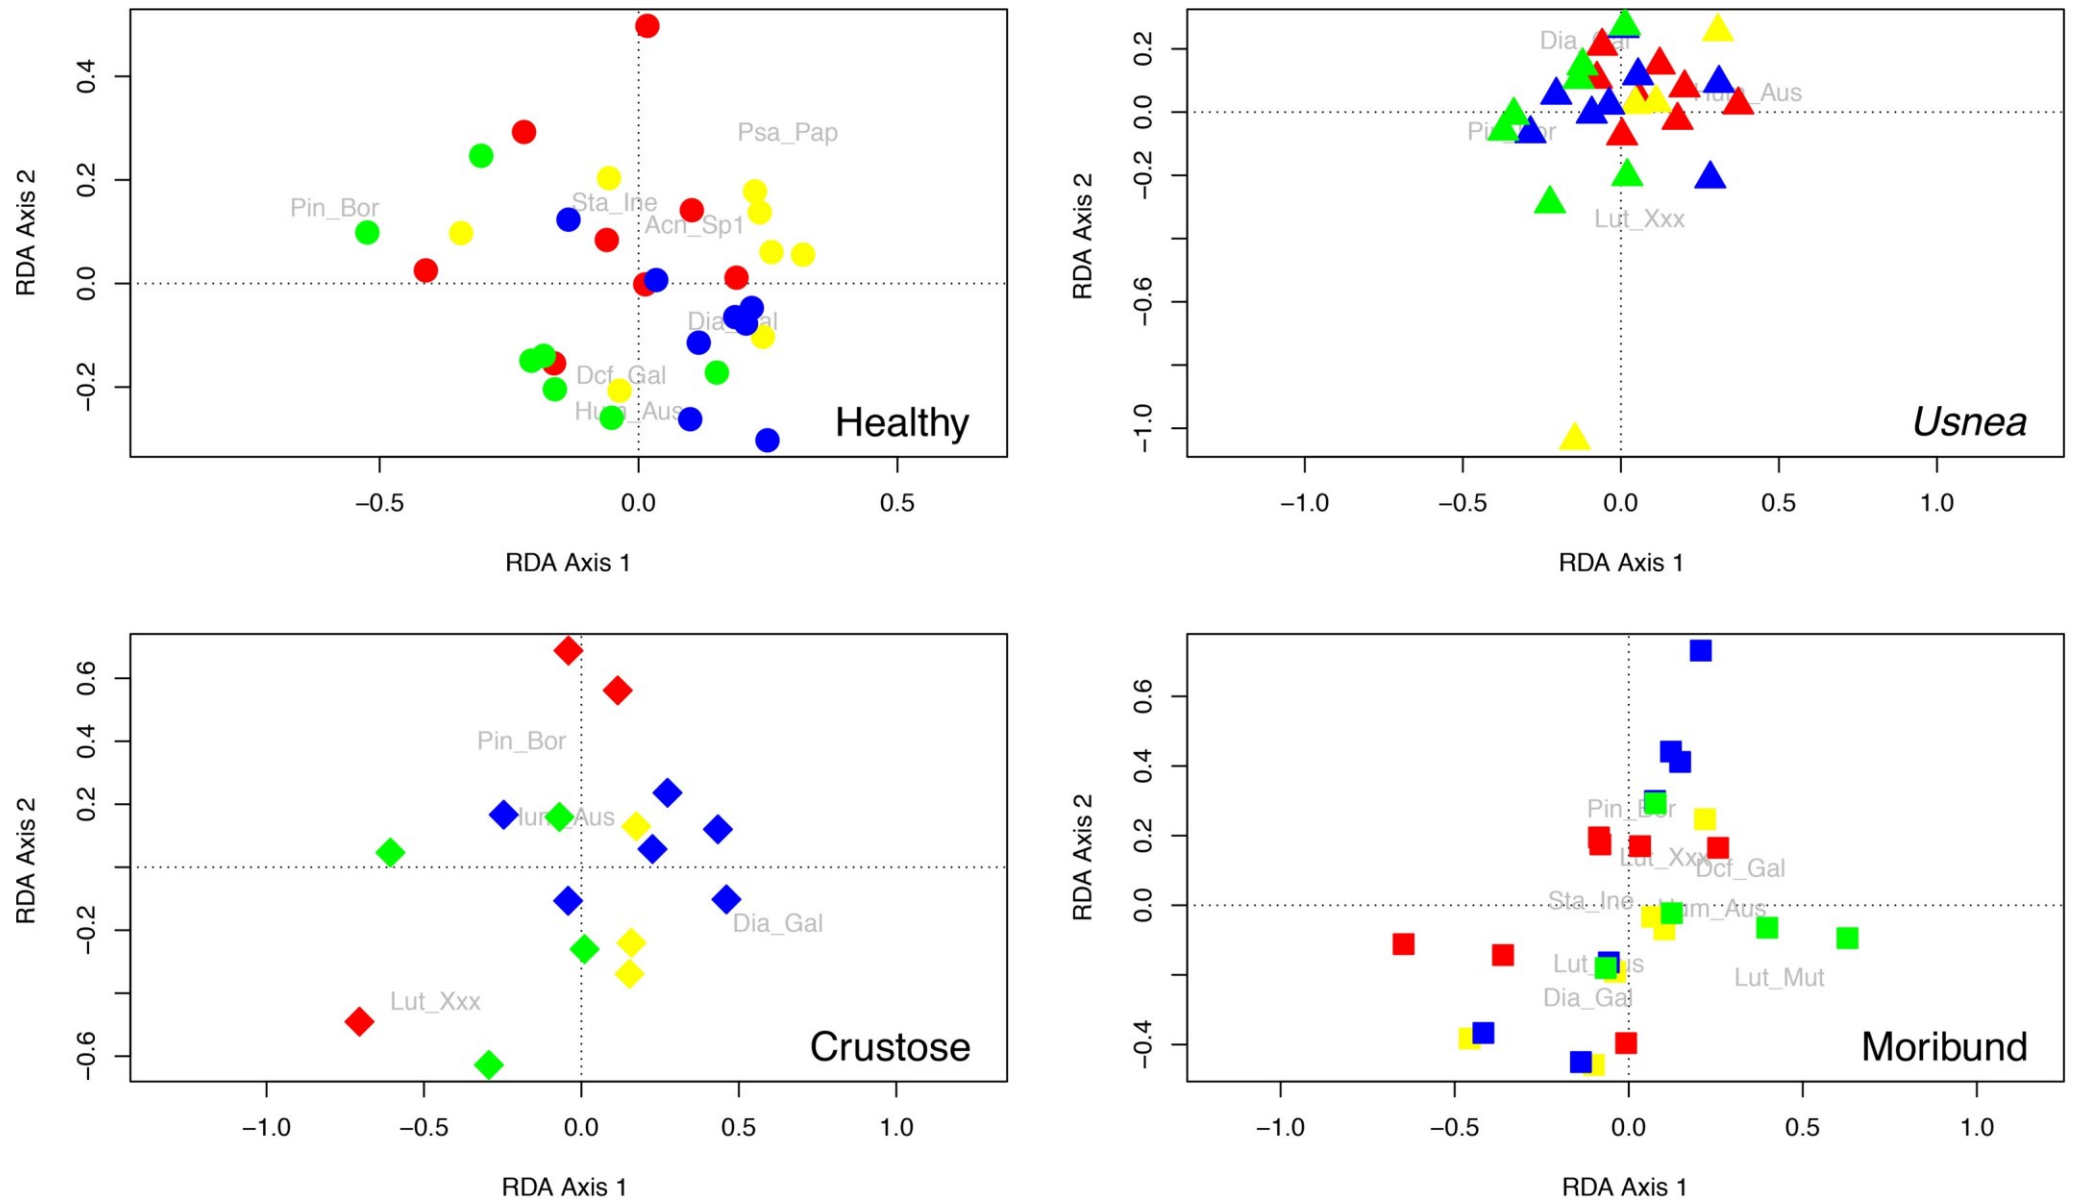 0.4
0.2
0.0
−0.2
RDA Axis 2
Psa_Pap
Pin_Bor
Sta_Ine
Acn_Sp1
Dia_Gal
Dcf_Gal
Hum_Aus
Healthy
−0.5
0.0
0.5
RDA Axis 1
0.2
0.0
−0.2
−0.6
−1.0
RDA Axis 2
Dia_Gal
Hum_Aus
Pin_Bor
Lut_Xxx
Usnea
−1.0
−0.5
0.0
0.5
1.0
RDA Axis 1
0.6
0.4
0.2
−0.2
−0.6
RDA Axis 2
Pin_Bor
Hum_Aus
Dia_Gal
Lut_Xxx
Crustose
−1.0
−0.5
0.0
0.5
1.0
RDA Axis 1
0.6
0.4
0.2
0.0
−0.4
RDA Axis 2
Pin_Bor
Lut_Xxx
Dcf_Gal
Sta_Ine
Hum_Aus
Lut_Mut
Dia_Gal
Moribund
−1.0
−0.5
0.0
0.5
1.0
RDA Axis 1